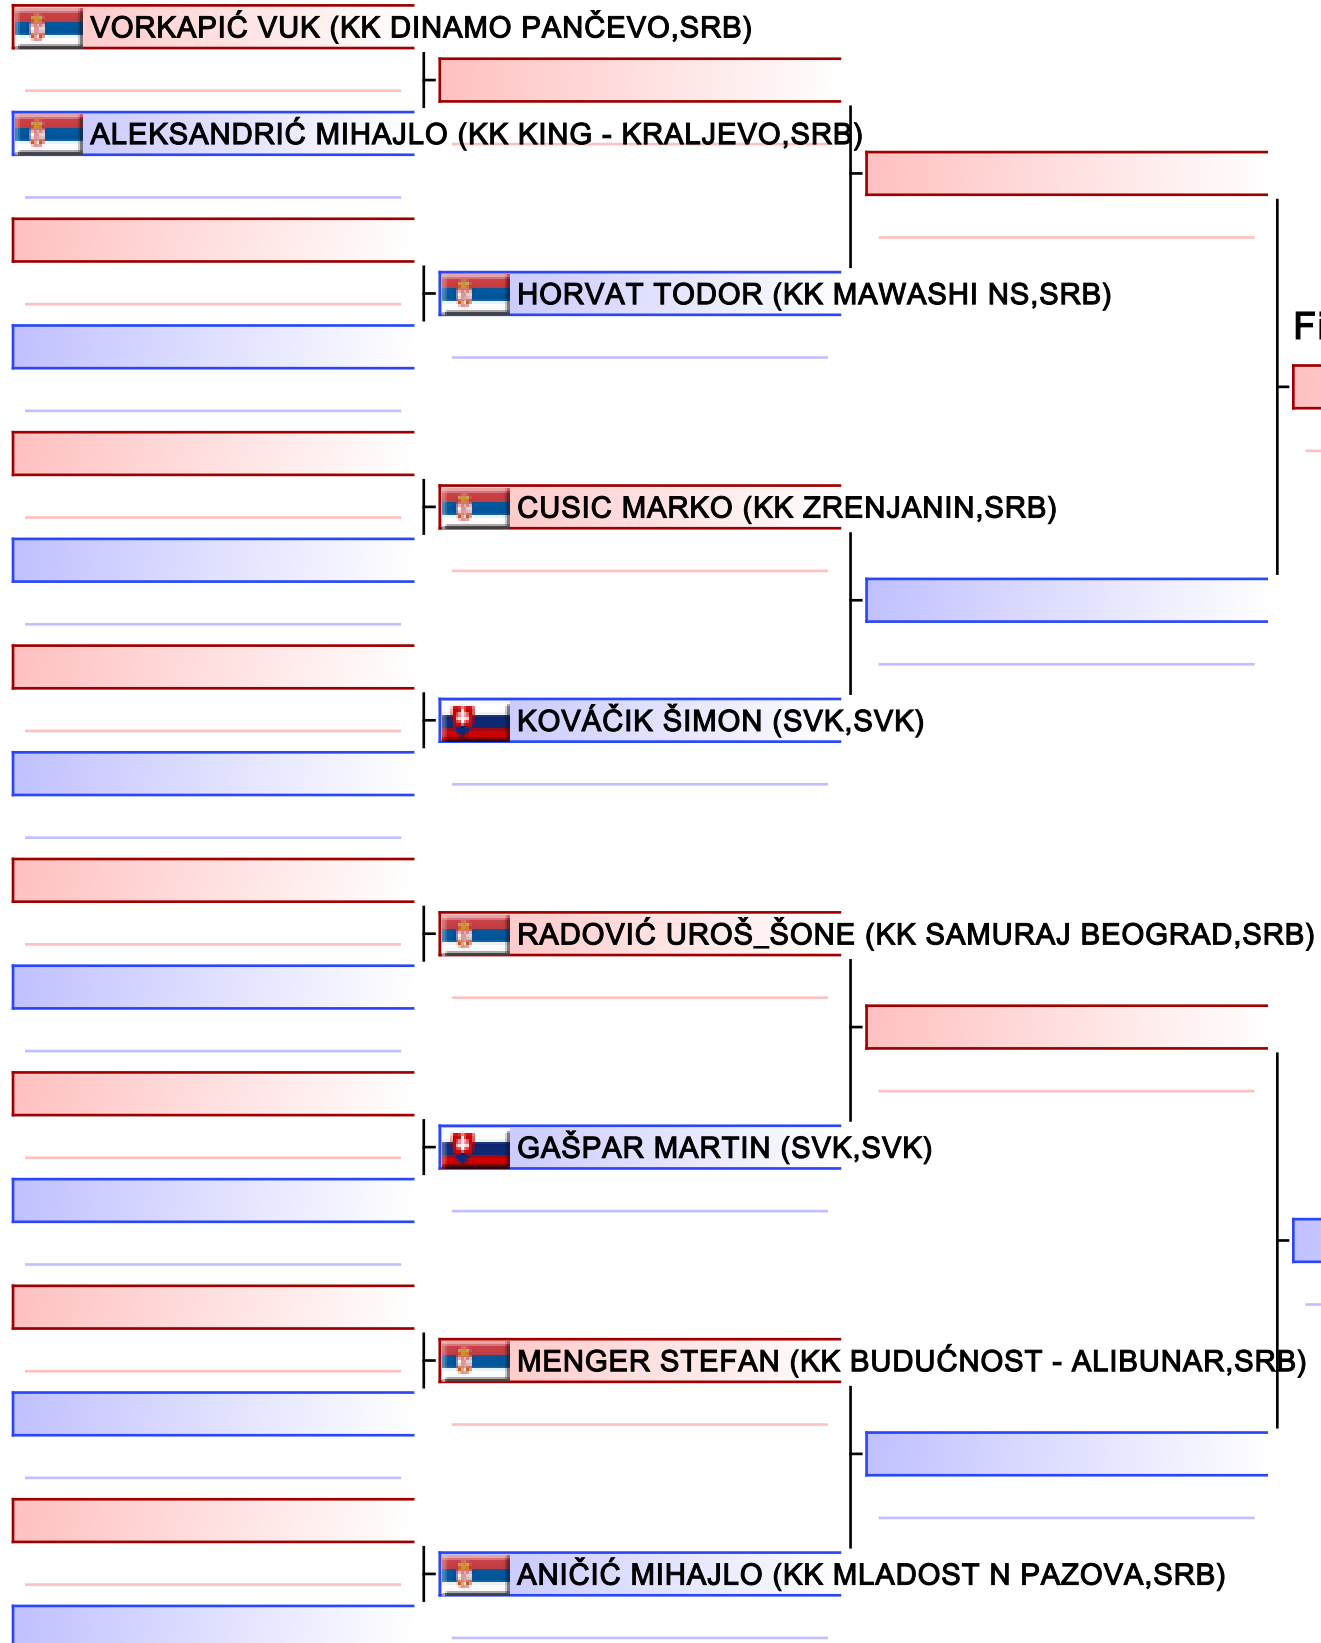 VORKAPIĆ VUK (KK DINAMO PANČEVO,SRB)
ALEKSANDRIĆ MIHAJLO (KK KING - KRALJEVO,SRB)
HORVAT TODOR (KK MAWASHI NS,SRB)
Fi
CUSIC MARKO (KK ZRENJANIN,SRB)
KOVÁČIK ŠIMON (SVK,SVK)
RADOVIĆ UROŠ_ŠONE (KK SAMURAJ BEOGRAD,SRB)
GAŠPAR MARTIN (SVK,SVK)
MENGER STEFAN (KK BUDUĆNOST - ALIBUNAR,SRB)
ANIČIĆ MIHAJLO (KK MLADOST N PAZOVA,SRB)